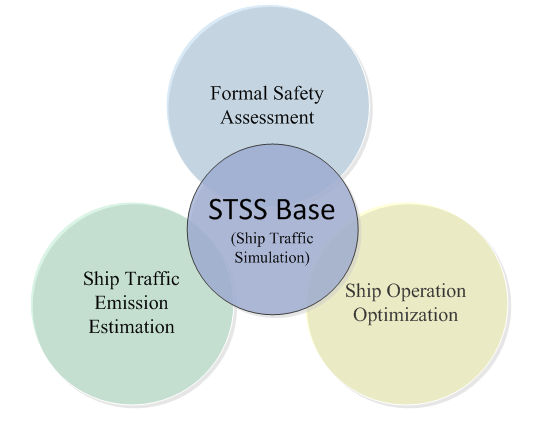 Formal Safety
Assessment
STSS Base
(Ship Traffic
Simulation)
Ship Traffic
Emission
Estimation
Ship Operation
Optimization